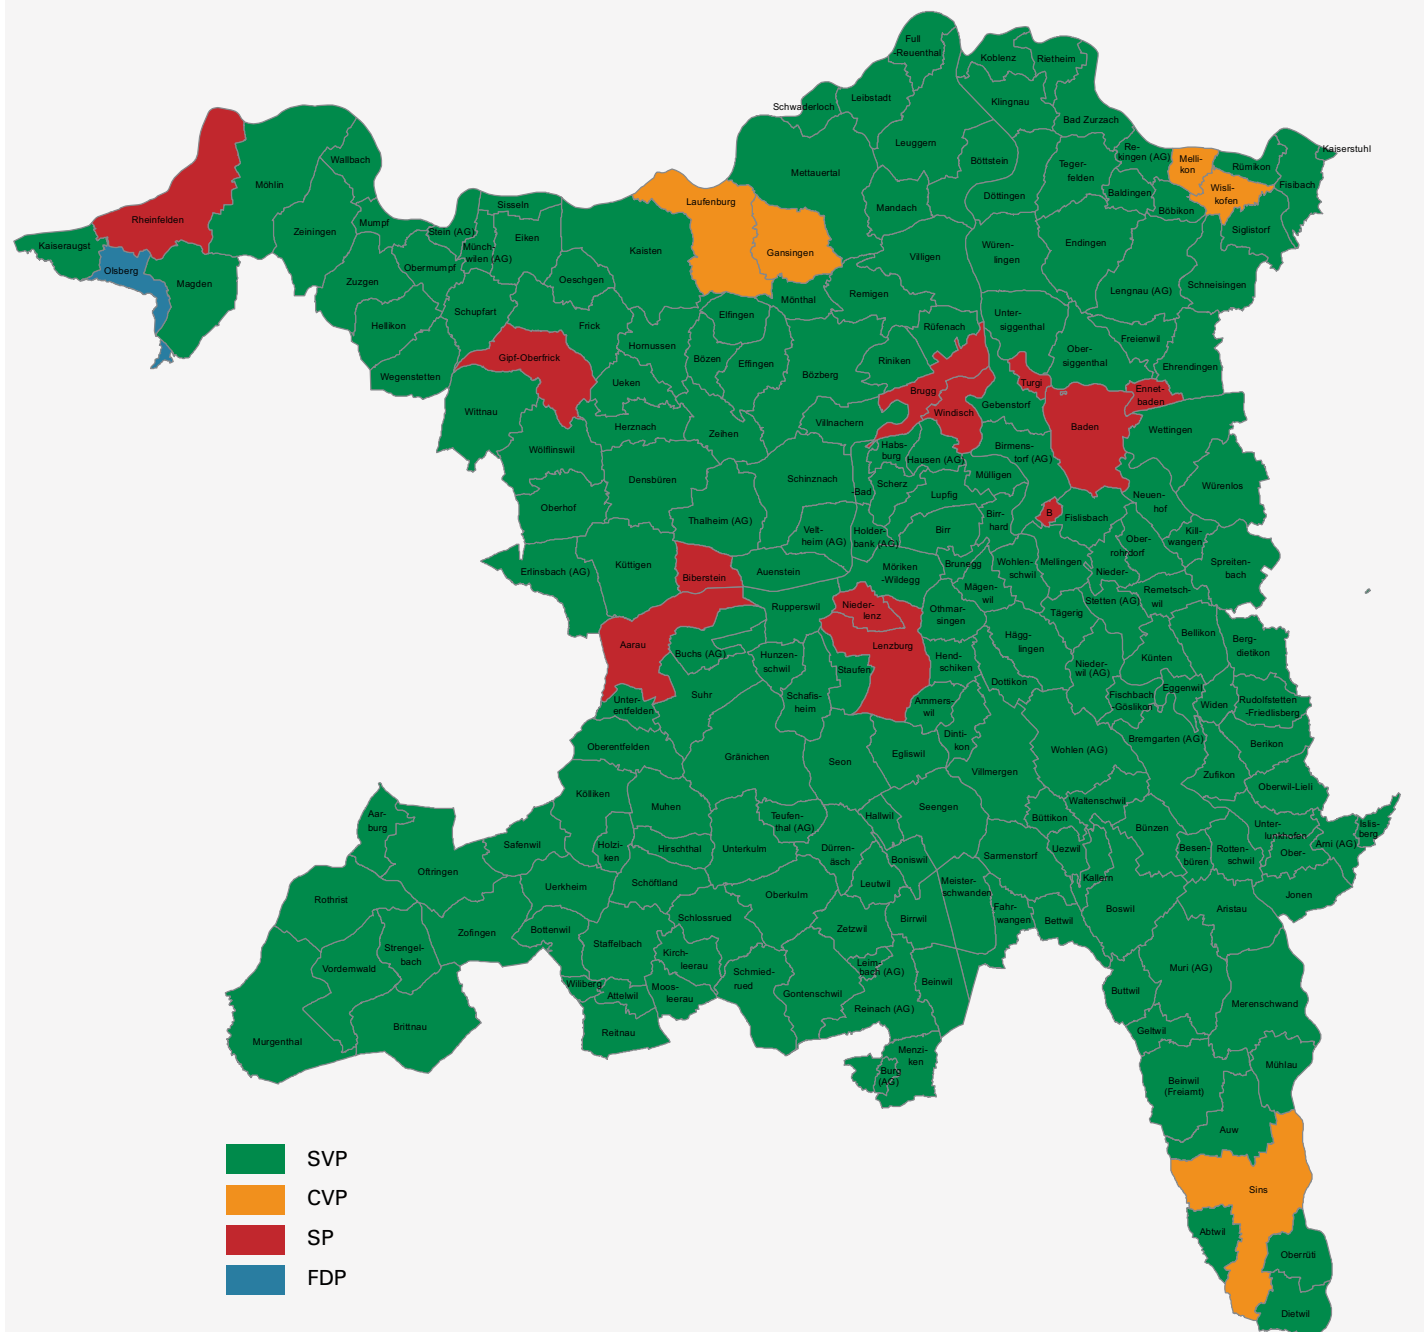 Full
-Reuenthal
Koblenz
Rietheim
Schwaderloch
Leibstadt
Klingnau
Bad Zurzach
Leuggern
Re-
kingen (AG)
Kaiserstuhl
Wallbach
Mettauertal
Böttstein
Teger-
felden
Melli-
kon
Rümikon
Möhlin
Fisibach
Baldingen
Wisli-
kofen
Döttingen
Laufenburg
Mandach
Böbikon
Sisseln
Rheinfelden
Mumpf
Zeiningen
Stein (AG)
Eiken
Siglistorf
Kaiseraugst
Münch-
wilen (AG)
Kaisten
Gansingen
Villigen
Würen-
lingen
Endingen
Olsberg
Obermumpf
Magden
Zuzgen
Oeschgen
Schneisingen
Lengnau (AG)
Remigen
Mönthal
Schupfart
Unter-
siggenthal
Elfingen
Hellikon
Frick
Rüfenach
Freienwil
Hornussen
Ober-
siggenthal
Gipf-Oberfrick
Bözen
Effingen
Riniken
Ehrendingen
Bözberg
Wegenstetten
Ueken
Turgi
Brugg
Ennet-
baden
Wittnau
Windisch
Gebenstorf
Villnachern
Herznach
Zeihen
Baden
Wettingen
Wölflinswil
Habs-
burg
Hausen (AG)
Birmens-
torf (AG)
Densbüren
Schinznach
-Bad
Scherz
Mülligen
Würenlos
Lupfig
Neuen-
hof
Oberhof
Thalheim (AG)
Birr-
hard
B
Fislisbach
Velt-
heim (AG)
Holder-
bank (AG)
Birr
Kill-
wangen
Ober-
rohrdorf
Küttigen
Erlinsbach (AG)
Biberstein
Auenstein
Möriken
-Wildegg
Brunegg
Wohlen-
schwil
Mellingen
Nieder-
Spreiten-
bach
Mägen-
wil
Remetsch-
wil
Stetten (AG)
Rupperswil
Nieder-
lenz
Othmar-
singen
Tägerig
Aarau
Lenzburg
Hägg-
lingen
Bellikon
Berg-
dietikon
Buchs (AG)
Hunzen-
schwil
Staufen
Hend-
schiken
Künten
Nieder-
wil (AG)
Dottikon
Eggenwil
Suhr
Schafis-
heim
Unter-
entfelden
Ammers-
wil
Fischbach
-Göslikon
Widen
Rudolfstetten
-Friedlisberg
Dinti-
kon
Oberentfelden
Gränichen
Seon
Egliswil
Wohlen (AG)
Bremgarten (AG)
Berikon
Villmergen
Zufikon
Oberwil-Lieli
Kölliken
Muhen
Seengen
Waltenschwil
Aar-
burg
Teufen-
thal (AG)
Hallwil
Büttikon
Bünzen
Unter-
lunkhofen
Islis-
berg
Safenwil
Holzi-
ken
Hirschthal
Unterkulm
Dürren-
äsch
Boniswil
Sarmenstorf
Uezwil
Besen-
büren
Rotten-
schwil
Ober-
Arni (AG)
Oftringen
Uerkheim
Schöftland
Leutwil
Kallern
Meister-
schwanden
Oberkulm
Jonen
Rothrist
Fahr-
wangen
Boswil
Aristau
Schlossrued
Birrwil
Bettwil
Zofingen
Bottenwil
Zetzwil
Strengel-
bach
Staffelbach
Kirch-
leerau
Leim-
bach (AG)
Vordemwald
Schmied-
rued
Muri (AG)
Wiliberg
Attelwil
Moos-
leerau
Gontenschwil
Beinwil
Buttwil
Merenschwand
Reinach (AG)
Brittnau
Reitnau
Geltwil
Murgenthal
Menzi-
ken
Mühlau
Burg
(AG)
Beinwil
(Freiamt)
Auw
Sins
Abtwil
Oberrüti
Dietwil
SVP
CVP
SP
FDP